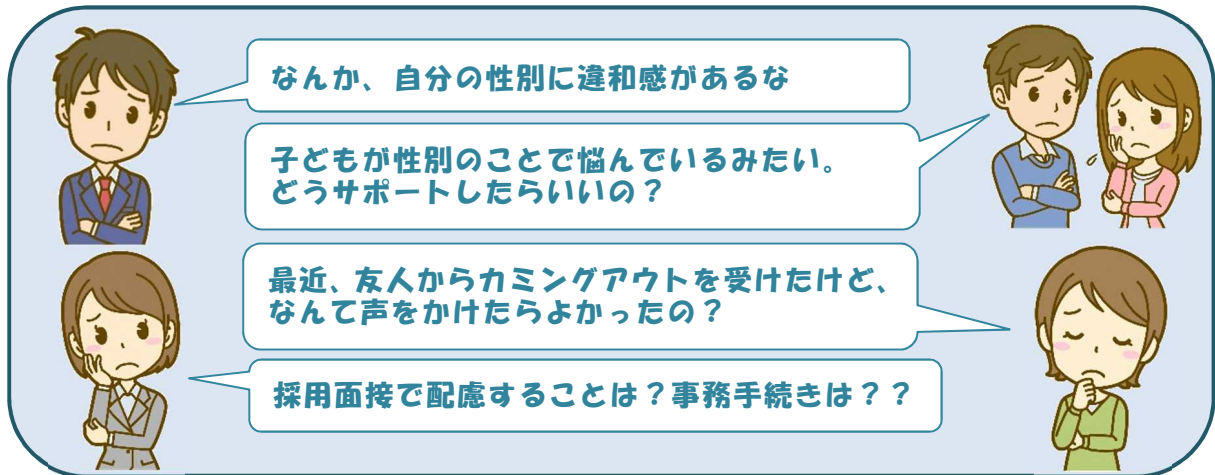 なんか、自分の性別に違和感があるな
子どもが性別のことで悩んでいるみたい。
どうサポートしたらいいの？
最近、友人からカミングアウトを受けたけど、
なんて声をかけたらよかったの？
採用面接で配慮することは？事務手続きは？？